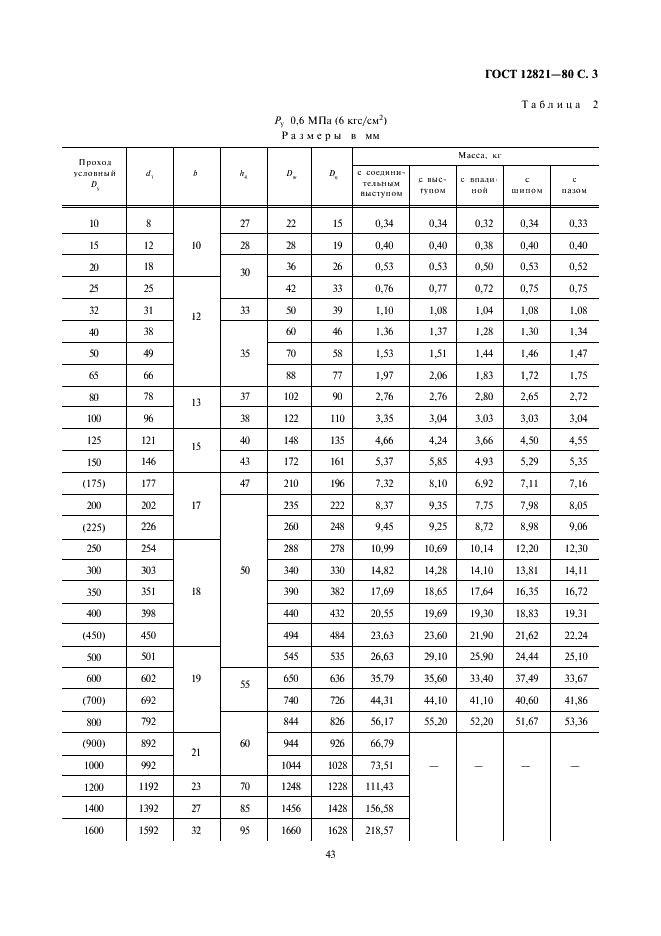 ГОСТ 12821—80 С. 3
Таблица 2
Pу 0,6 МПа (6 кгс/см²)
Размеры в мм
Проход условный Dу d1 b hв Dм Dп Масса, кг
с соедини- тельным выступом с выс- тупом с впади- ной с шипом с пазом
10 8 10 27 22 15 0,34 0,34 0,32 0,34 0,33
15 12 28 28 19 0,40 0,40 0,38 0,40 0,40
20 18 30 36 26 0,53 0,53 0,50 0,53 0,52
25 25 12 42 33 0,76 0,77 0,72 0,75 0,75
32 31 33 50 39 1,10 1,08 1,04 1,08 1,08
40 38 35 60 46 1,36 1,37 1,28 1,30 1,34
50 49 70 58 1,53 1,51 1,44 1,46 1,47
65 66 88 77 1,97 2,06 1,83 1,72 1,75
80 78 13 37 102 90 2,76 2,76 2,80 2,65 2,72
100 96 38 122 110 3,35 3,04 3,03 3,03 3,04
125 121 15 40 148 135 4,66 4,24 3,66 4,50 4,55
150 146 43 172 161 5,37 5,85 4,93 5,29 5,35
(175) 177 17 47 210 196 7,32 8,10 6,92 7,11 7,16
200 202 50 235 222 8,37 9,35 7,75 7,98 8,05
(225) 226 260 248 9,45 9,25 8,72 8,98 9,06
250 254 18 288 278 10,99 10,69 10,14 12,20 12,30
300 303 340 330 14,82 14,28 14,10 13,81 14,11
350 351 390 382 17,69 18,65 17,64 16,35 16,72
400 398 440 432 20,55 19,69 19,30 18,83 19,31
(450) 450 494 484 23,63 23,60 21,90 21,62 22,24
500 501 19 545 535 26,63 29,10 25,90 24,44 25,10
600 602 55 650 636 35,79 35,60 33,40 37,49 33,67
(700) 692 740 726 44,31 44,10 41,10 40,60 41,86
800 792 60 844 826 56,17 55,20 52,20 51,67 53,36
(900) 892 21 944 926 66,79 — — — —
1000 992 1044 1028 73,51
1200 1192 23 70 1248 1228 111,43
1400 1392 27 85 1456 1428 156,58
1600 1592 32 95 1660 1628 218,57
43